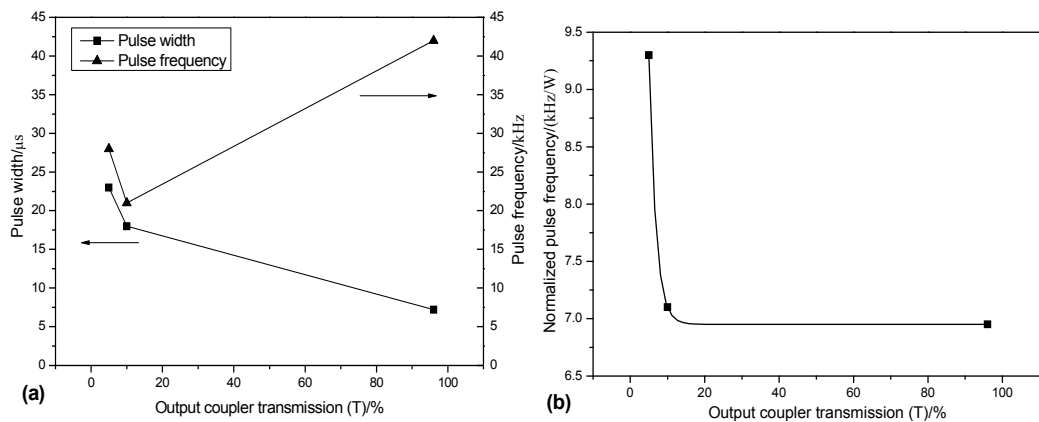 Pulse width
Pulse frequency
45
40
35
30
25
20
15
10
5
0
Pulse width/μs
45
40
35
30
25
20
15
10
5
0
Pulse frequency/kHz
0 20 40 60 80 100
Output coupler transmission (T)/%
(a)
9.5
9.0
8.5
8.0
7.5
7.0
6.5
Normalized pulse frequency/(kHz/W)
0 20 40 60 80 100
Output coupler transmission (T)/%
(b)